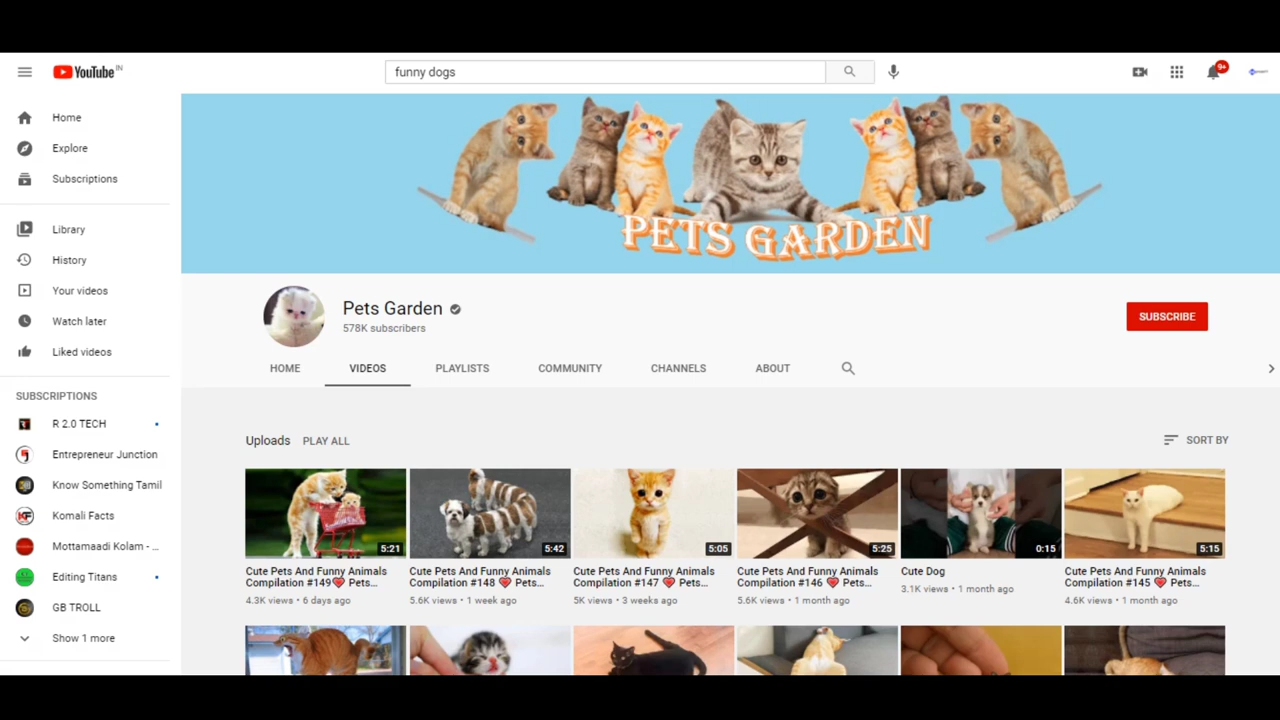 YouTube IN
funny dogs
9+
Home
Explore
Subscriptions
Library
History
Your videos
Watch later
Liked videos
SUBSCRIPTIONS
R 2.0 TECH
Entrepreneur Junction
Know Something Tamil
Komali Facts
Mottamaadi Kolam - ...
Editing Titans
GB TROLL
Show 1 more
PETS GARDEN
Pets Garden
578K subscribers
SUBSCRIBE
HOME VIDEOS PLAYLISTS COMMUNITY CHANNELS ABOUT
Uploads PLAY ALL
SORT BY
5:21 5:42 5:05 5:25 0:15 5:15
Cute Pets And Funny Animals
Compilation #149❤️ Pets...
4.3K views • 6 days ago
Cute Pets And Funny Animals
Compilation #148 ❤️ Pets...
5.6K views • 1 week ago
Cute Pets And Funny Animals
Compilation #147 ❤️ Pets...
5K views • 3 weeks ago
Cute Pets And Funny Animals
Compilation #146 ❤️ Pets...
5.6K views • 1 month ago
Cute Dog
3.1K views • 1 month ago
Cute Pets And Funny Animals
Compilation #145 ❤️ Pets...
4.6K views • 1 month ago